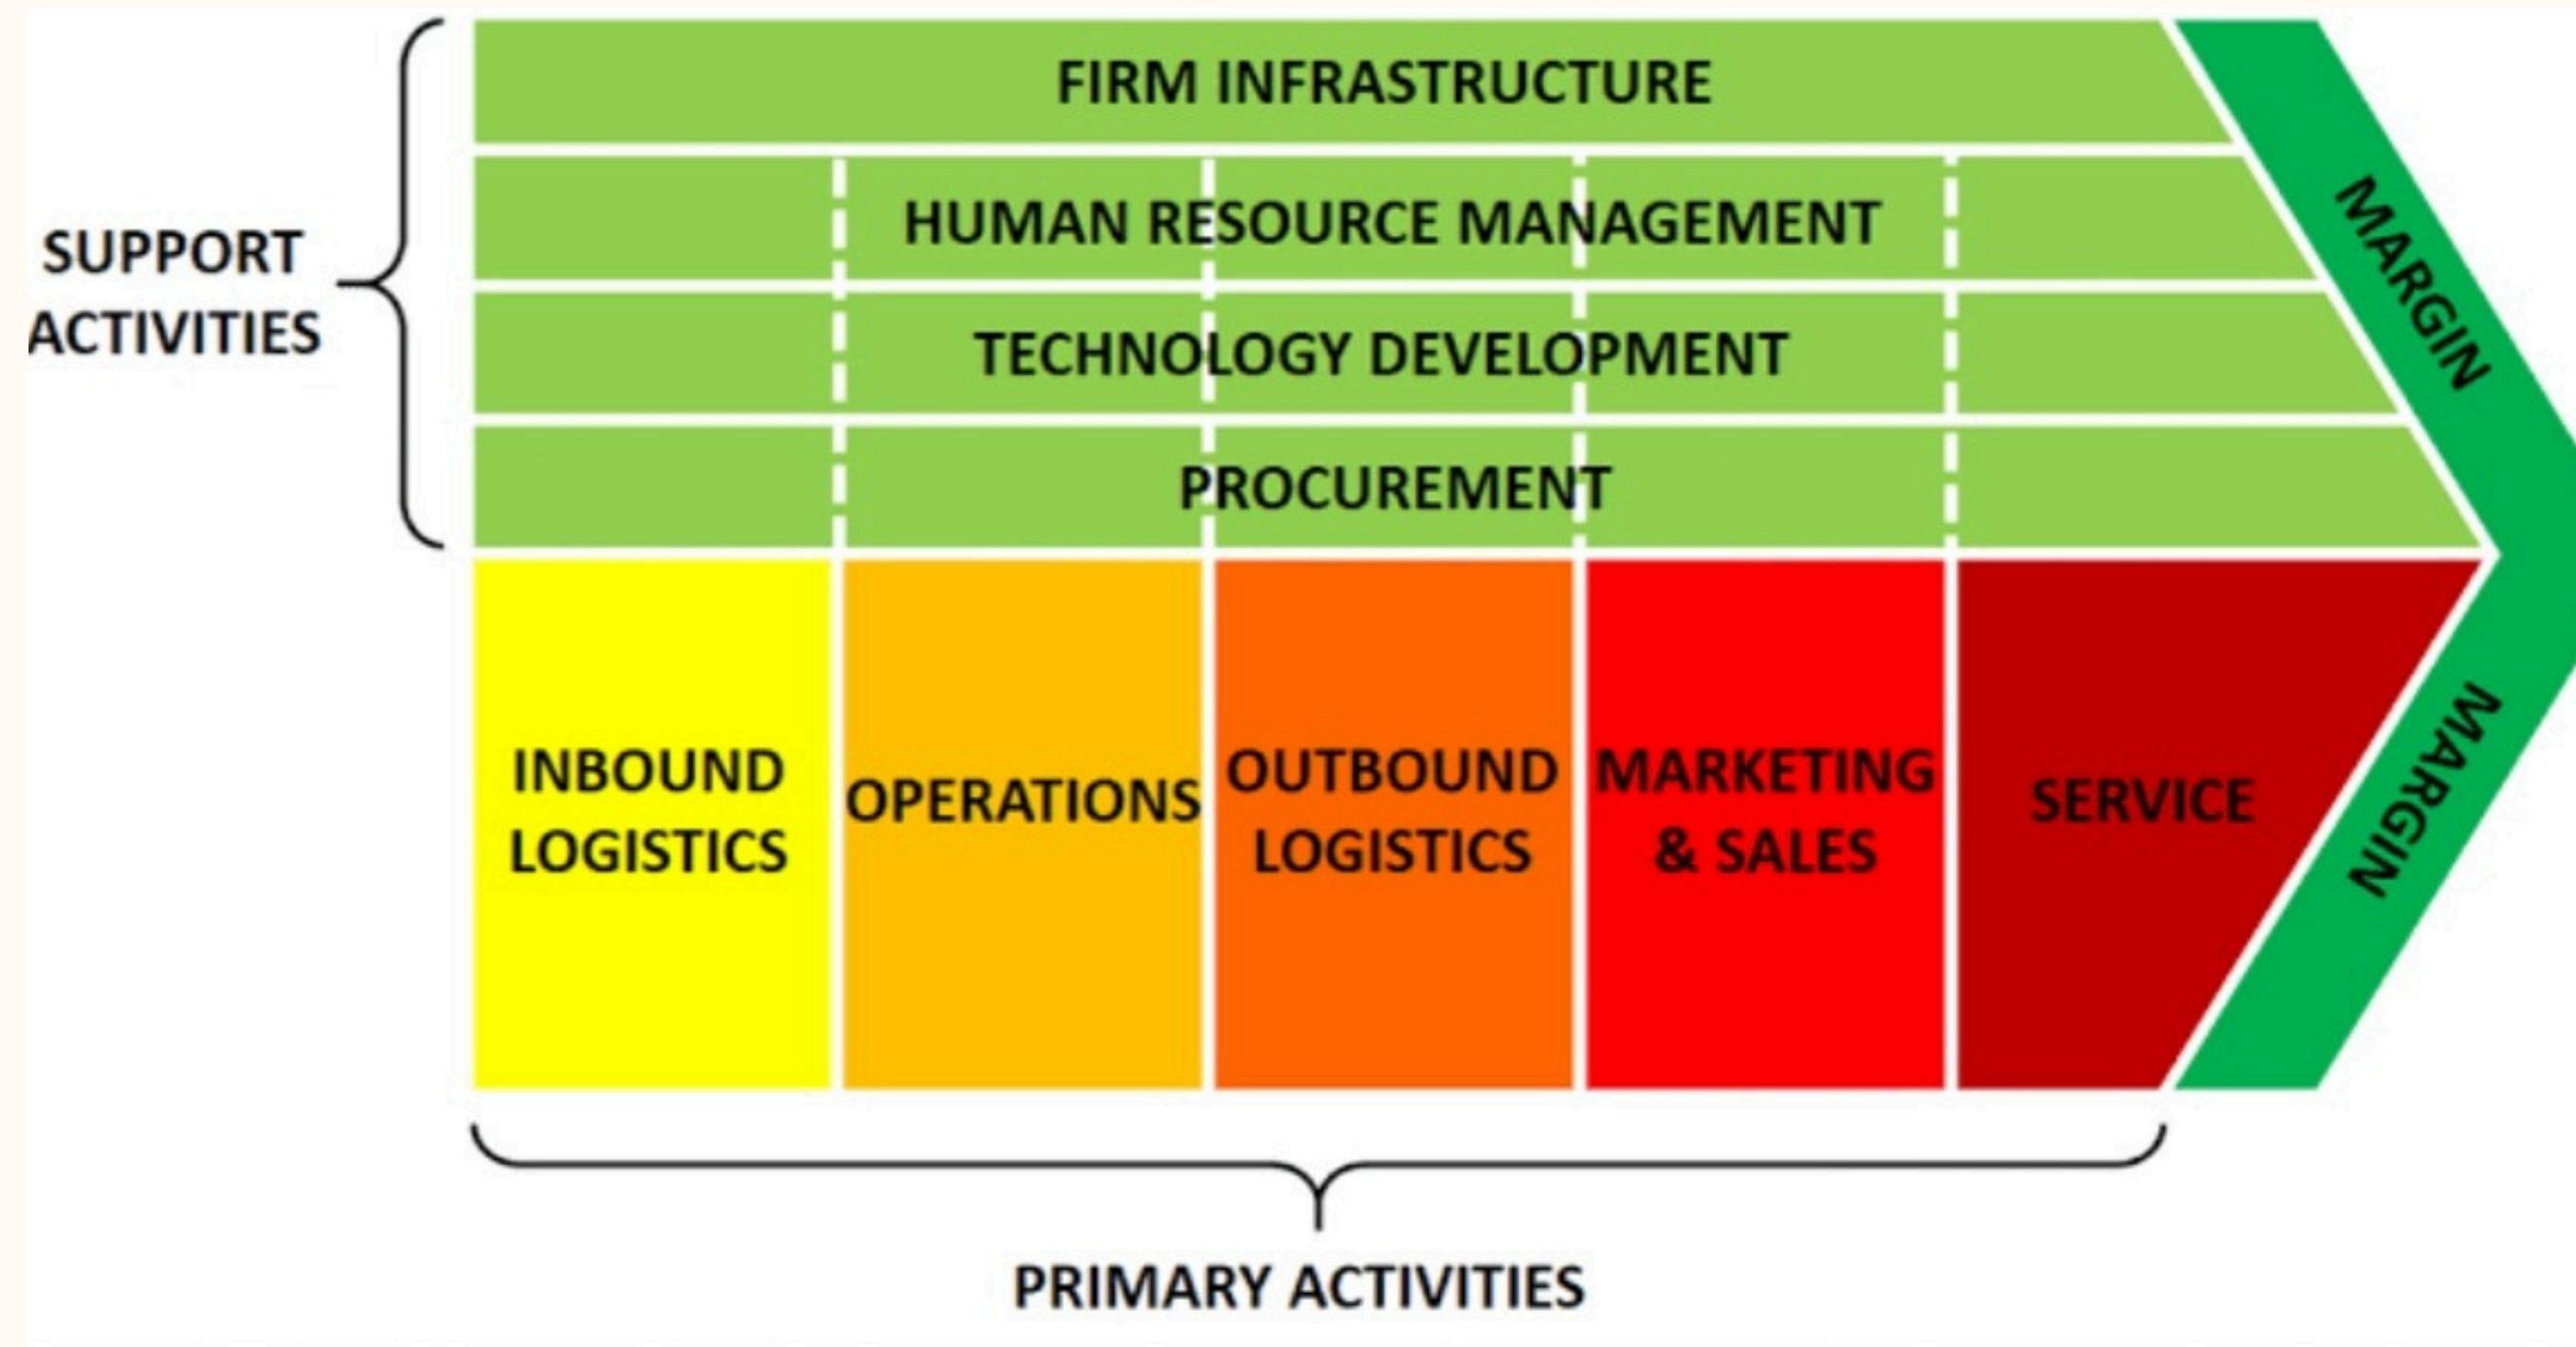 FIRM INFRASTRUCTURE
HUMAN RESOURCE MANAGEMENT
TECHNOLOGY DEVELOPMENT
PROCUREMENT
SUPPORT
ACTIVITIES
MARGIN
INBOUND
LOGISTICS
OPERATIONS
OUTBOUND
LOGISTICS
MARKETING
& SALES
SERVICE
MARGIN
PRIMARY ACTIVITIES